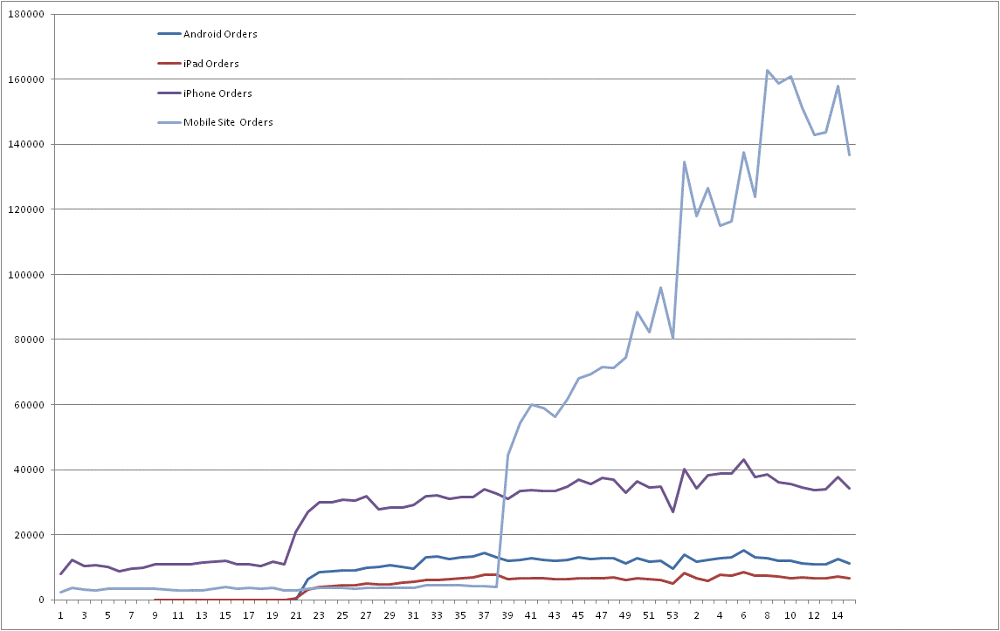 180000
160000
140000
120000
100000
80000
60000
40000
20000
0
Android Orders
iPad Orders
iPhone Orders
Mobile Site  Orders
1 3 5 7 9 11 13 15 17 19 21 23 25 27 29 31 33 35 37 39 41 43 45 47 49 51 53 2 4 6 8 10 12 14